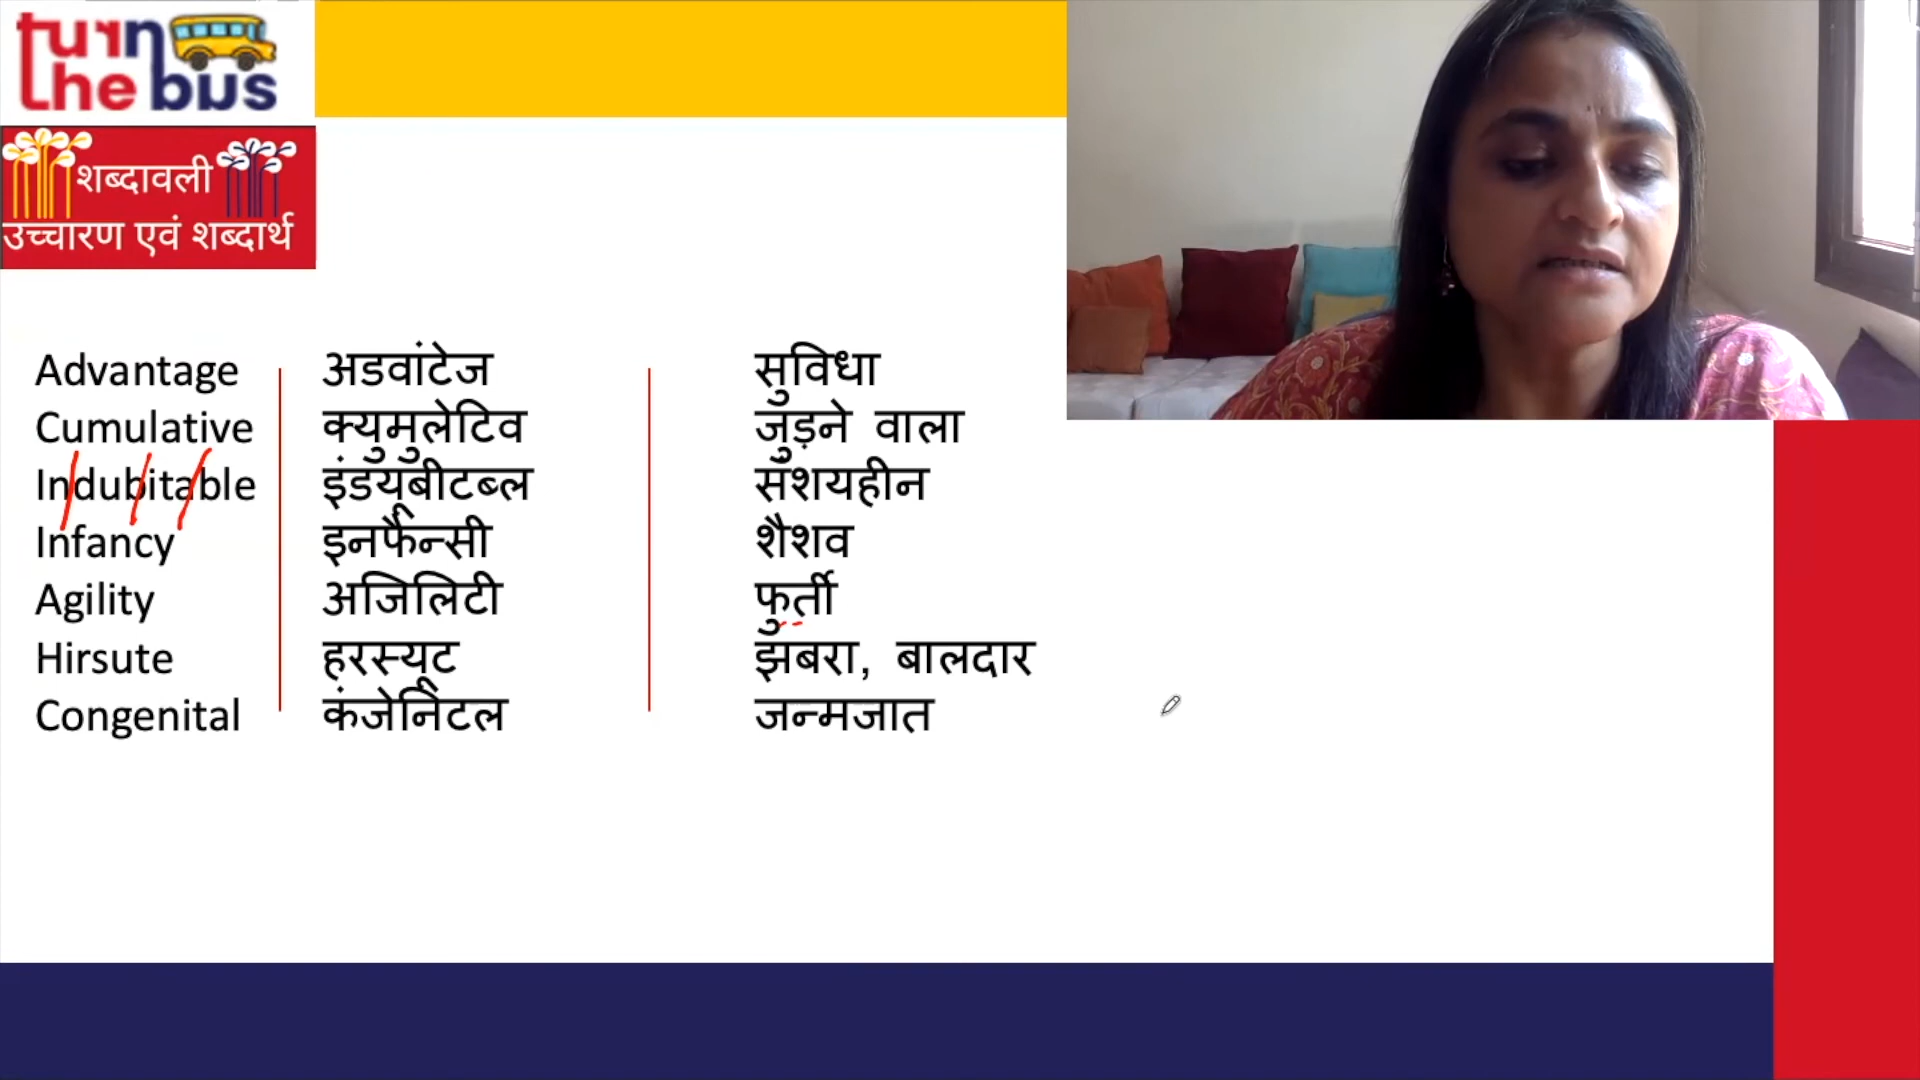 turn
the bus
शब्दावली
उच्चारण एवं शब्दार्थ
Advantage अडवांटेज सुविधा
Cumulative क्युमुलेटिव जुड़ने वाला
Indubitable इंडयूबीटब्ल संशयहीन
Infancy इनफैन्सी शैशव
Agility अजिलिटी फुर्ती
Hirsute हरस्यूट झबरा, बालदार
Congenital कंजेनिटल जन्मजात